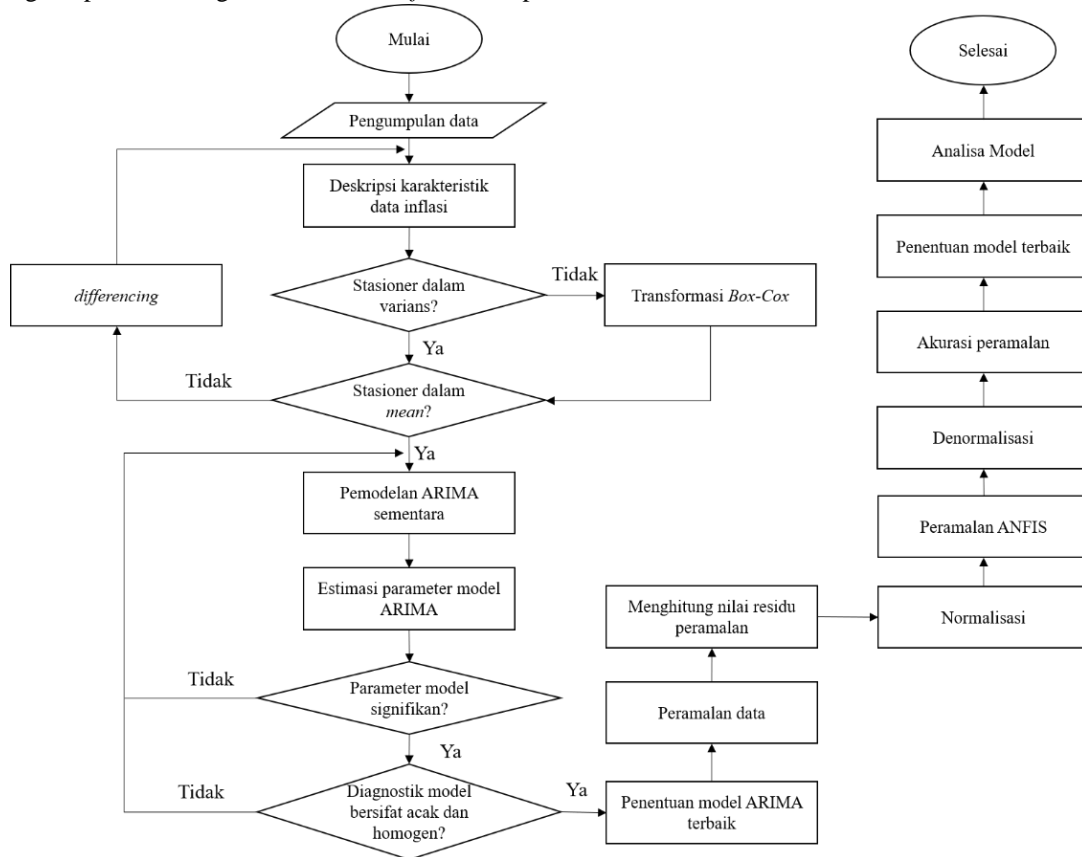 Mulai
Pengumpulan data
Deskripsi karakteristik
data inflasi
Stasioner dalam
varians?
Tidak
Transformasi Box-Cox
differencing
Ya
Tidak
Stasioner dalam
mean?
Ya
Pemodelan ARIMA
sementara
Estimasi parameter model
ARIMA
Tidak
Parameter model
signifikan?
Ya
Tidak
Diagnostik model
bersifat acak dan
homogen?
Ya
Penentuan model ARIMA
terbaik
Peramalan data
Menghitung nilai residu
peramalan
Normalisasi
Peramalan ANFIS
Denormalisasi
Akurasi peramalan
Penentuan model terbaik
Analisa Model
Selesai